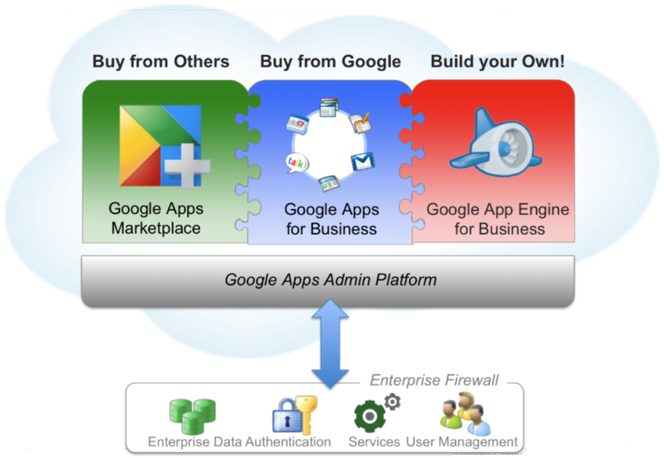 Buy from Others
Buy from Google
Build your Own!
talk
Google Apps
Marketplace
Google Apps
for Business
Google App Engine
for Business
Google Apps Admin Platform
Enterprise Firewall
Enterprise Data
Authentication
Services
User Management